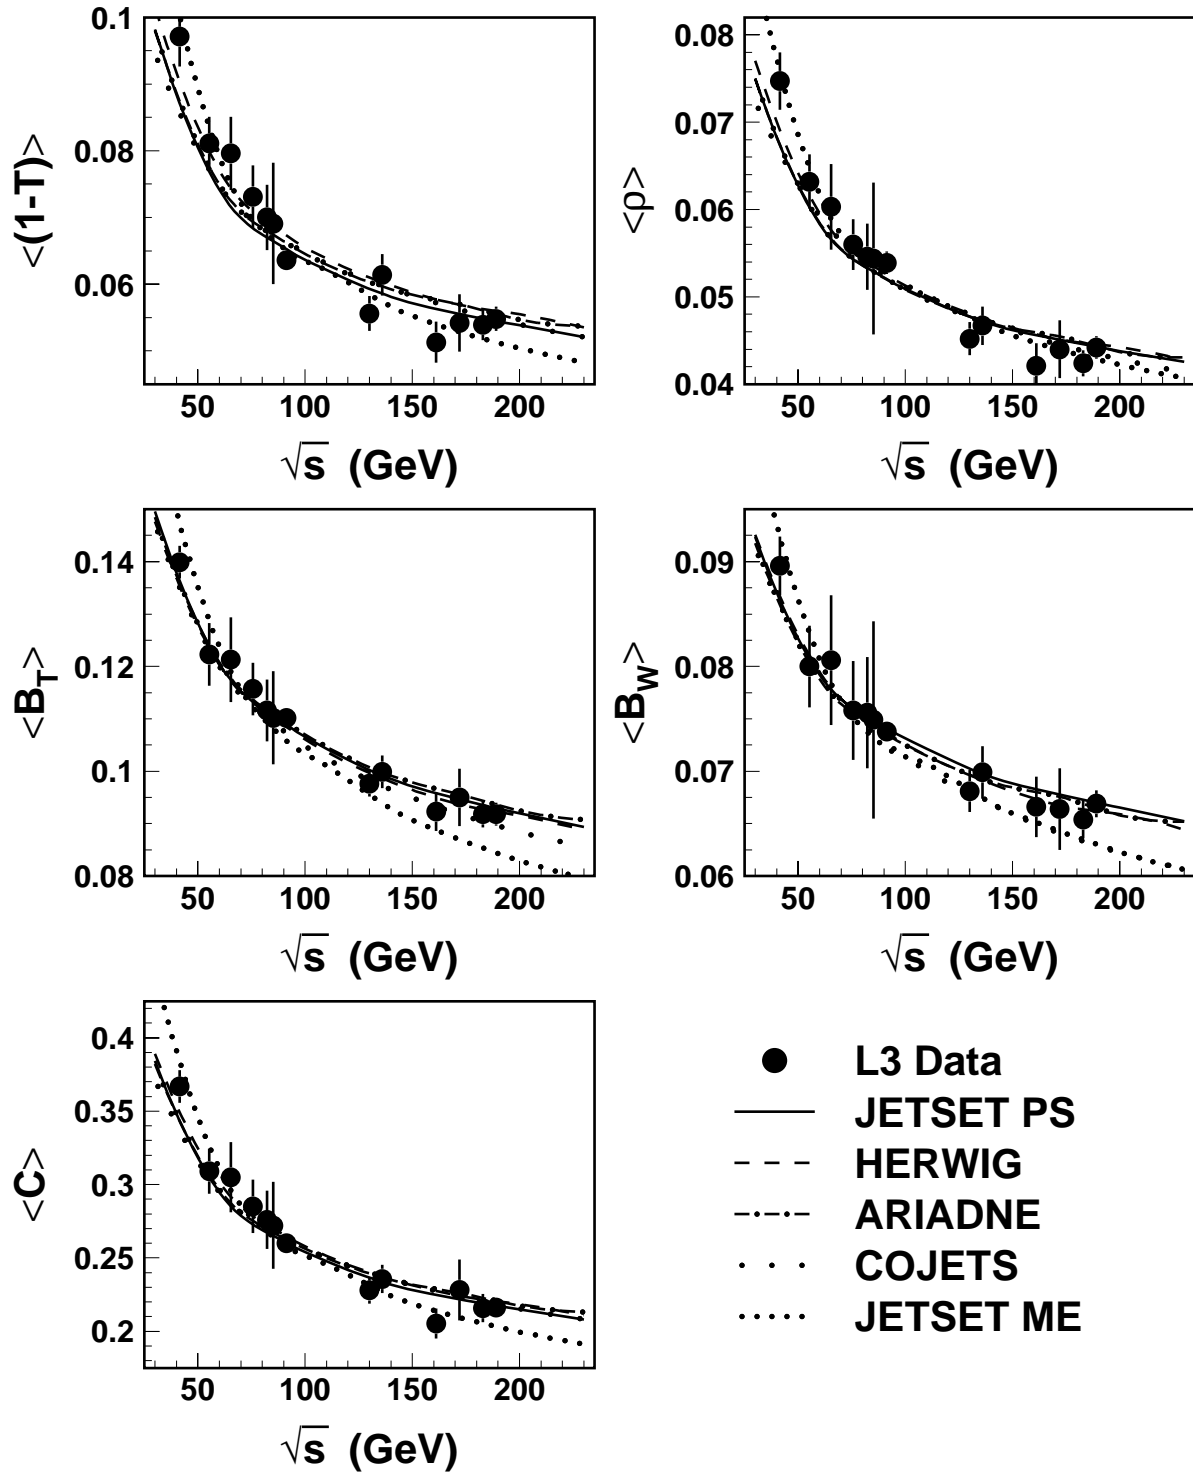 0.1
0.08
0.06
<(1-T)>
50 100 150 200
√s (GeV)
0.08
0.07
0.06
0.05
0.04
<ρ>
50 100 150 200
√s (GeV)
0.14
0.12
0.1
0.08
<B_T>
50 100 150 200
√s (GeV)
0.09
0.08
0.07
0.06
<B_W>
50 100 150 200
√s (GeV)
0.4
0.35
0.3
0.25
0.2
<C>
50 100 150 200
√s (GeV)
L3 Data
JETSET PS
HERWIG
ARIADNE
COJETS
JETSET ME